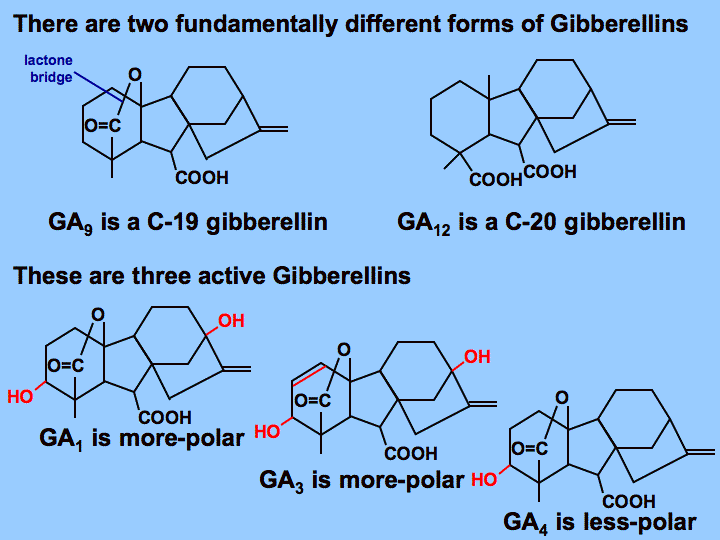 There are two fundamentally different forms of Gibberellins
lactone
bridge
O
O=C
COOH
COOH
COOH
GA9 is a C-19 gibberellin
GA12 is a C-20 gibberellin
These are three active Gibberellins
O
OH
O=C
HO
COOH
GA1 is more-polar
O
OH
O=C
HO
COOH
GA3 is more-polar
O
O=C
HO
COOH
GA4 is less-polar